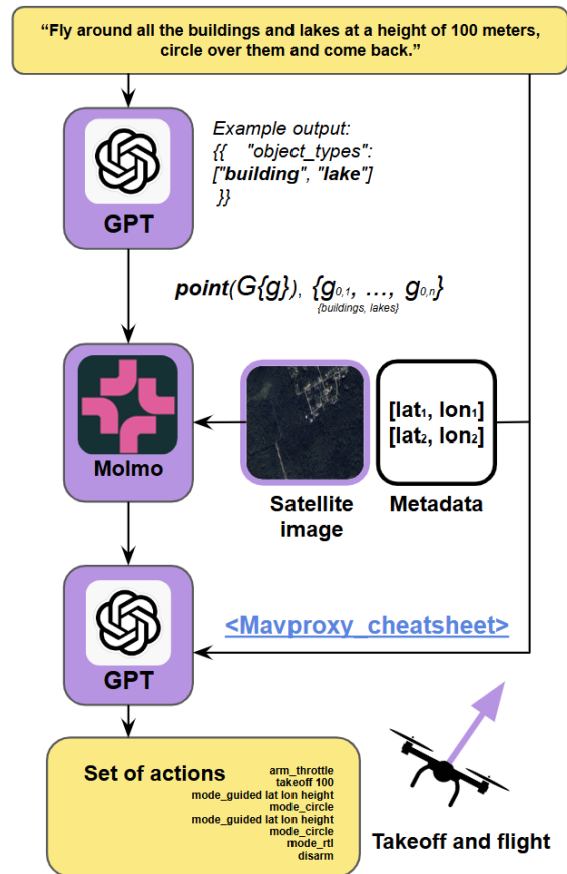 “Fly around all the buildings and lakes at a height of 100 meters,
circle over them and come back.”
GPT
Example output:
{{ "object_types":
["building", "lake"]
}}
point(G{g}), {g0,1, ..., g0,n}
{buildings, lakes}
Molmo
Satellite
image
[lat1, lon1]
[lat2, lon2]
Metadata
<Mavproxy_cheatsheet>
GPT
Set of actions
arm_throttle
takeoff 100
mode_guided lat lon height
mode_circle
mode_guided lat lon height
mode_circle
mode_rtl
disarm
Takeoff and flight